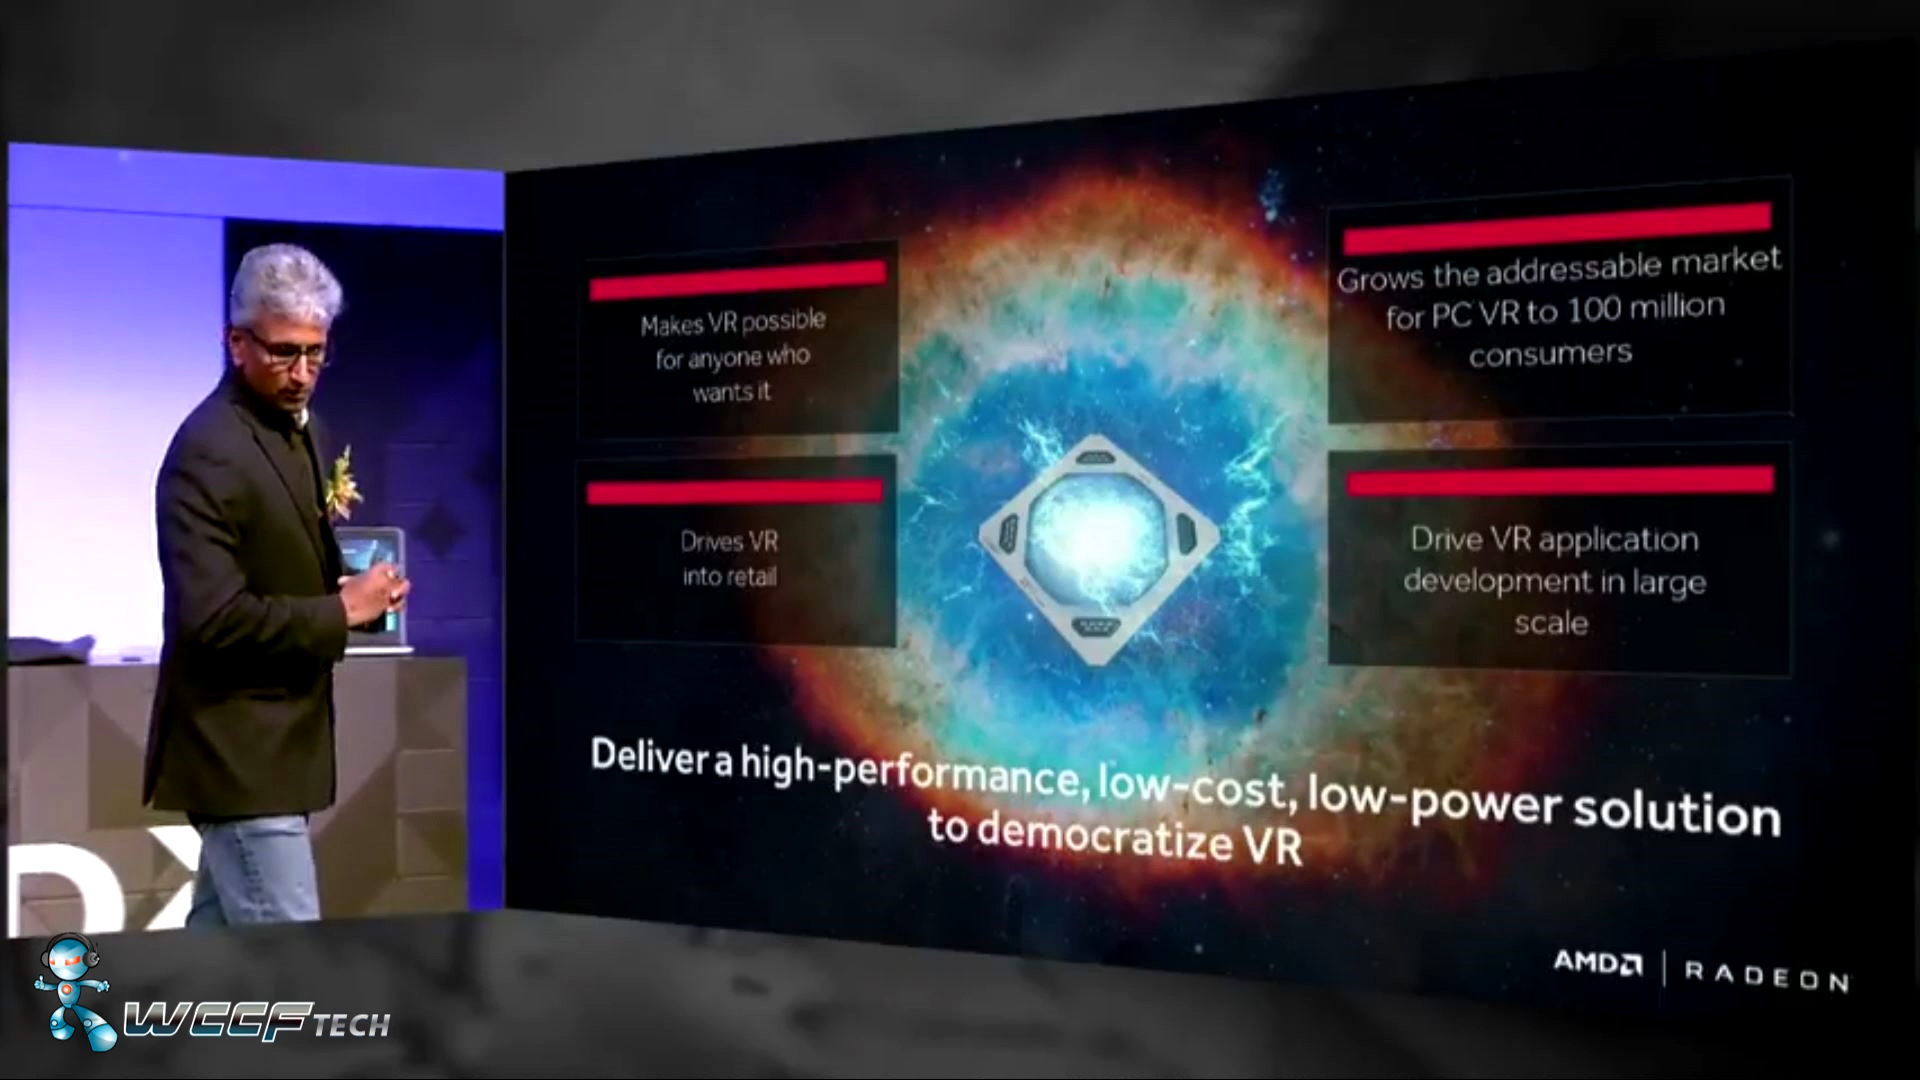 Makes VR possible
for anyone who
wants it
Grows the addressable market
for PC VR to 100 million
consumers
Drives VR
into retail
Drive VR application
development in large
scale
Deliver a high-performance, low-cost, low-power solution
to democratize VR
AMD | RADEON
WCCF TECH